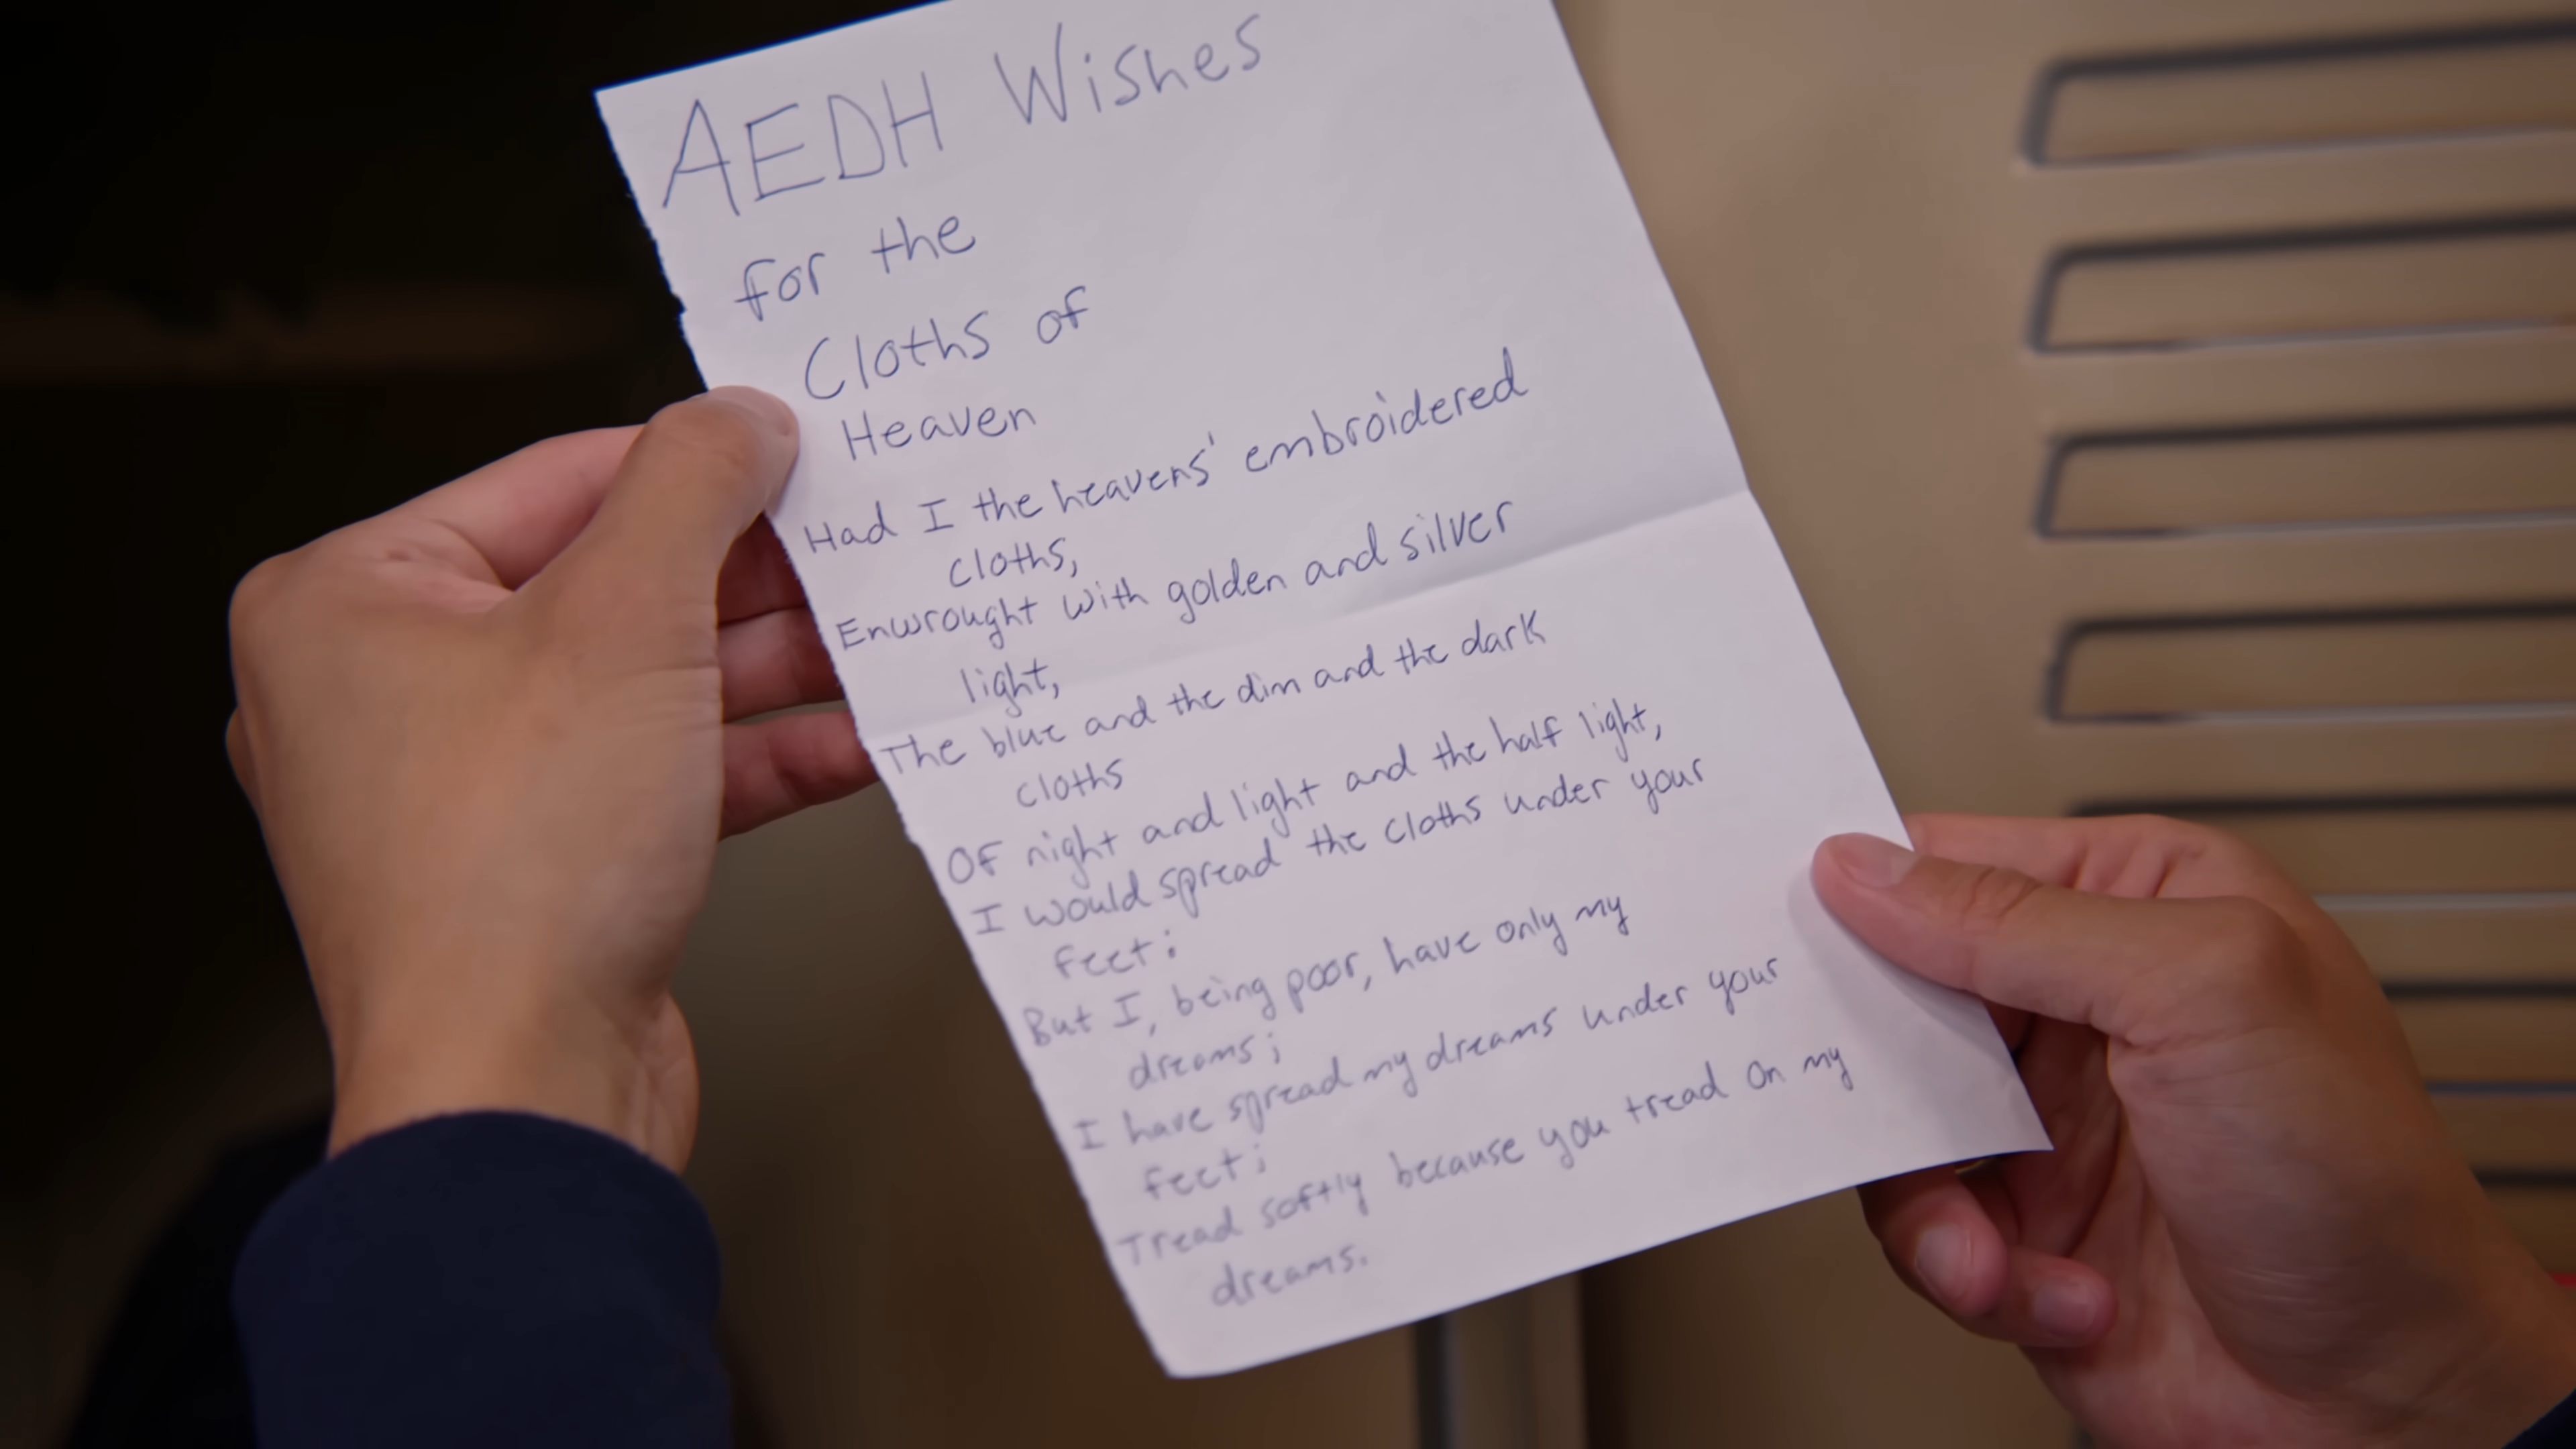 AEDH Wishes
for the
Cloths of
Heaven
Had I the heavens' embroidered
cloths,
Enwrought with golden and silver
light,
The blue and the dim and the dark
cloths
Of night and light and the half light,
I would spread the cloths under your
feet:
But I, being poor, have only my
dreams;
I have spread my dreams under your
feet;
Tread softly because you tread on my
dreams.